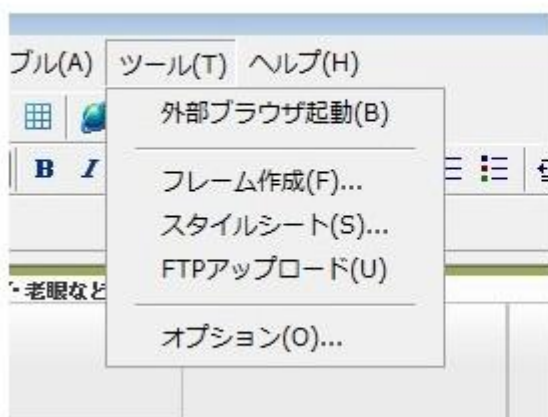 ブル(A) ツール(T) ヘルプ(H)
外部ブラウザ起動(B)
B I
フレーム作成(F)...
スタイルシート(S)...
FTPアップロード(U)
・老眼など
オプション(O)...